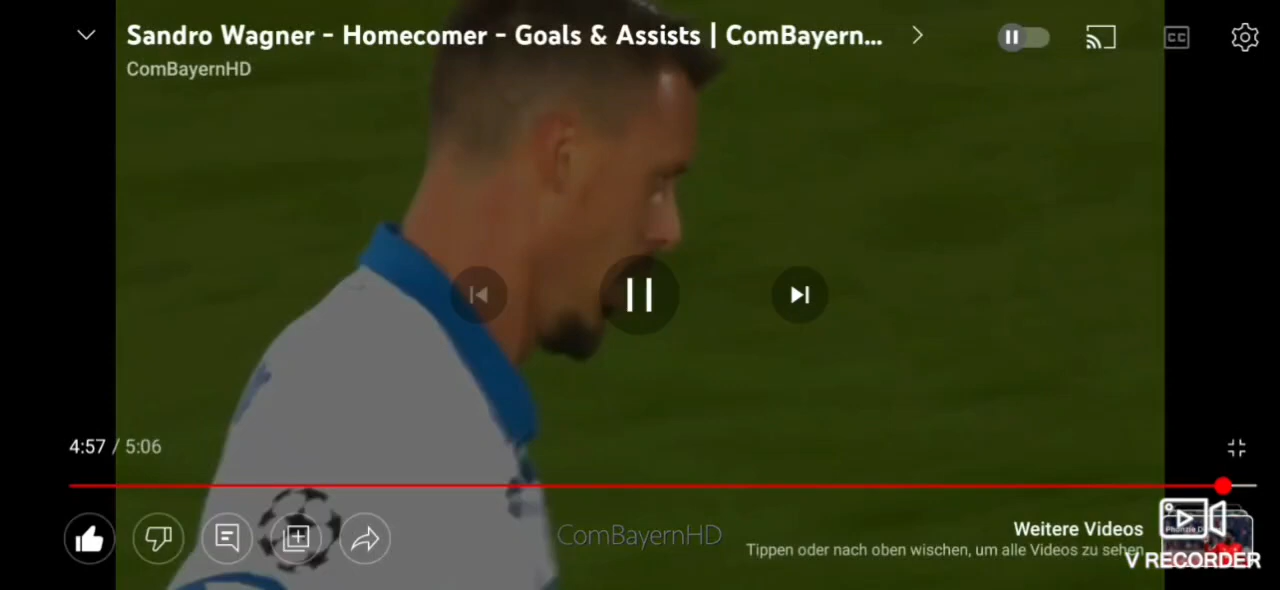 Sandro Wagner - Homecomer - Goals & Assists | ComBayern...
ComBayernHD
CC
4:57 / 5:06
ComBayernHD
Weitere Videos
Tippen oder nach oben wischen, um alle Videos zu sehen
V RECORDER